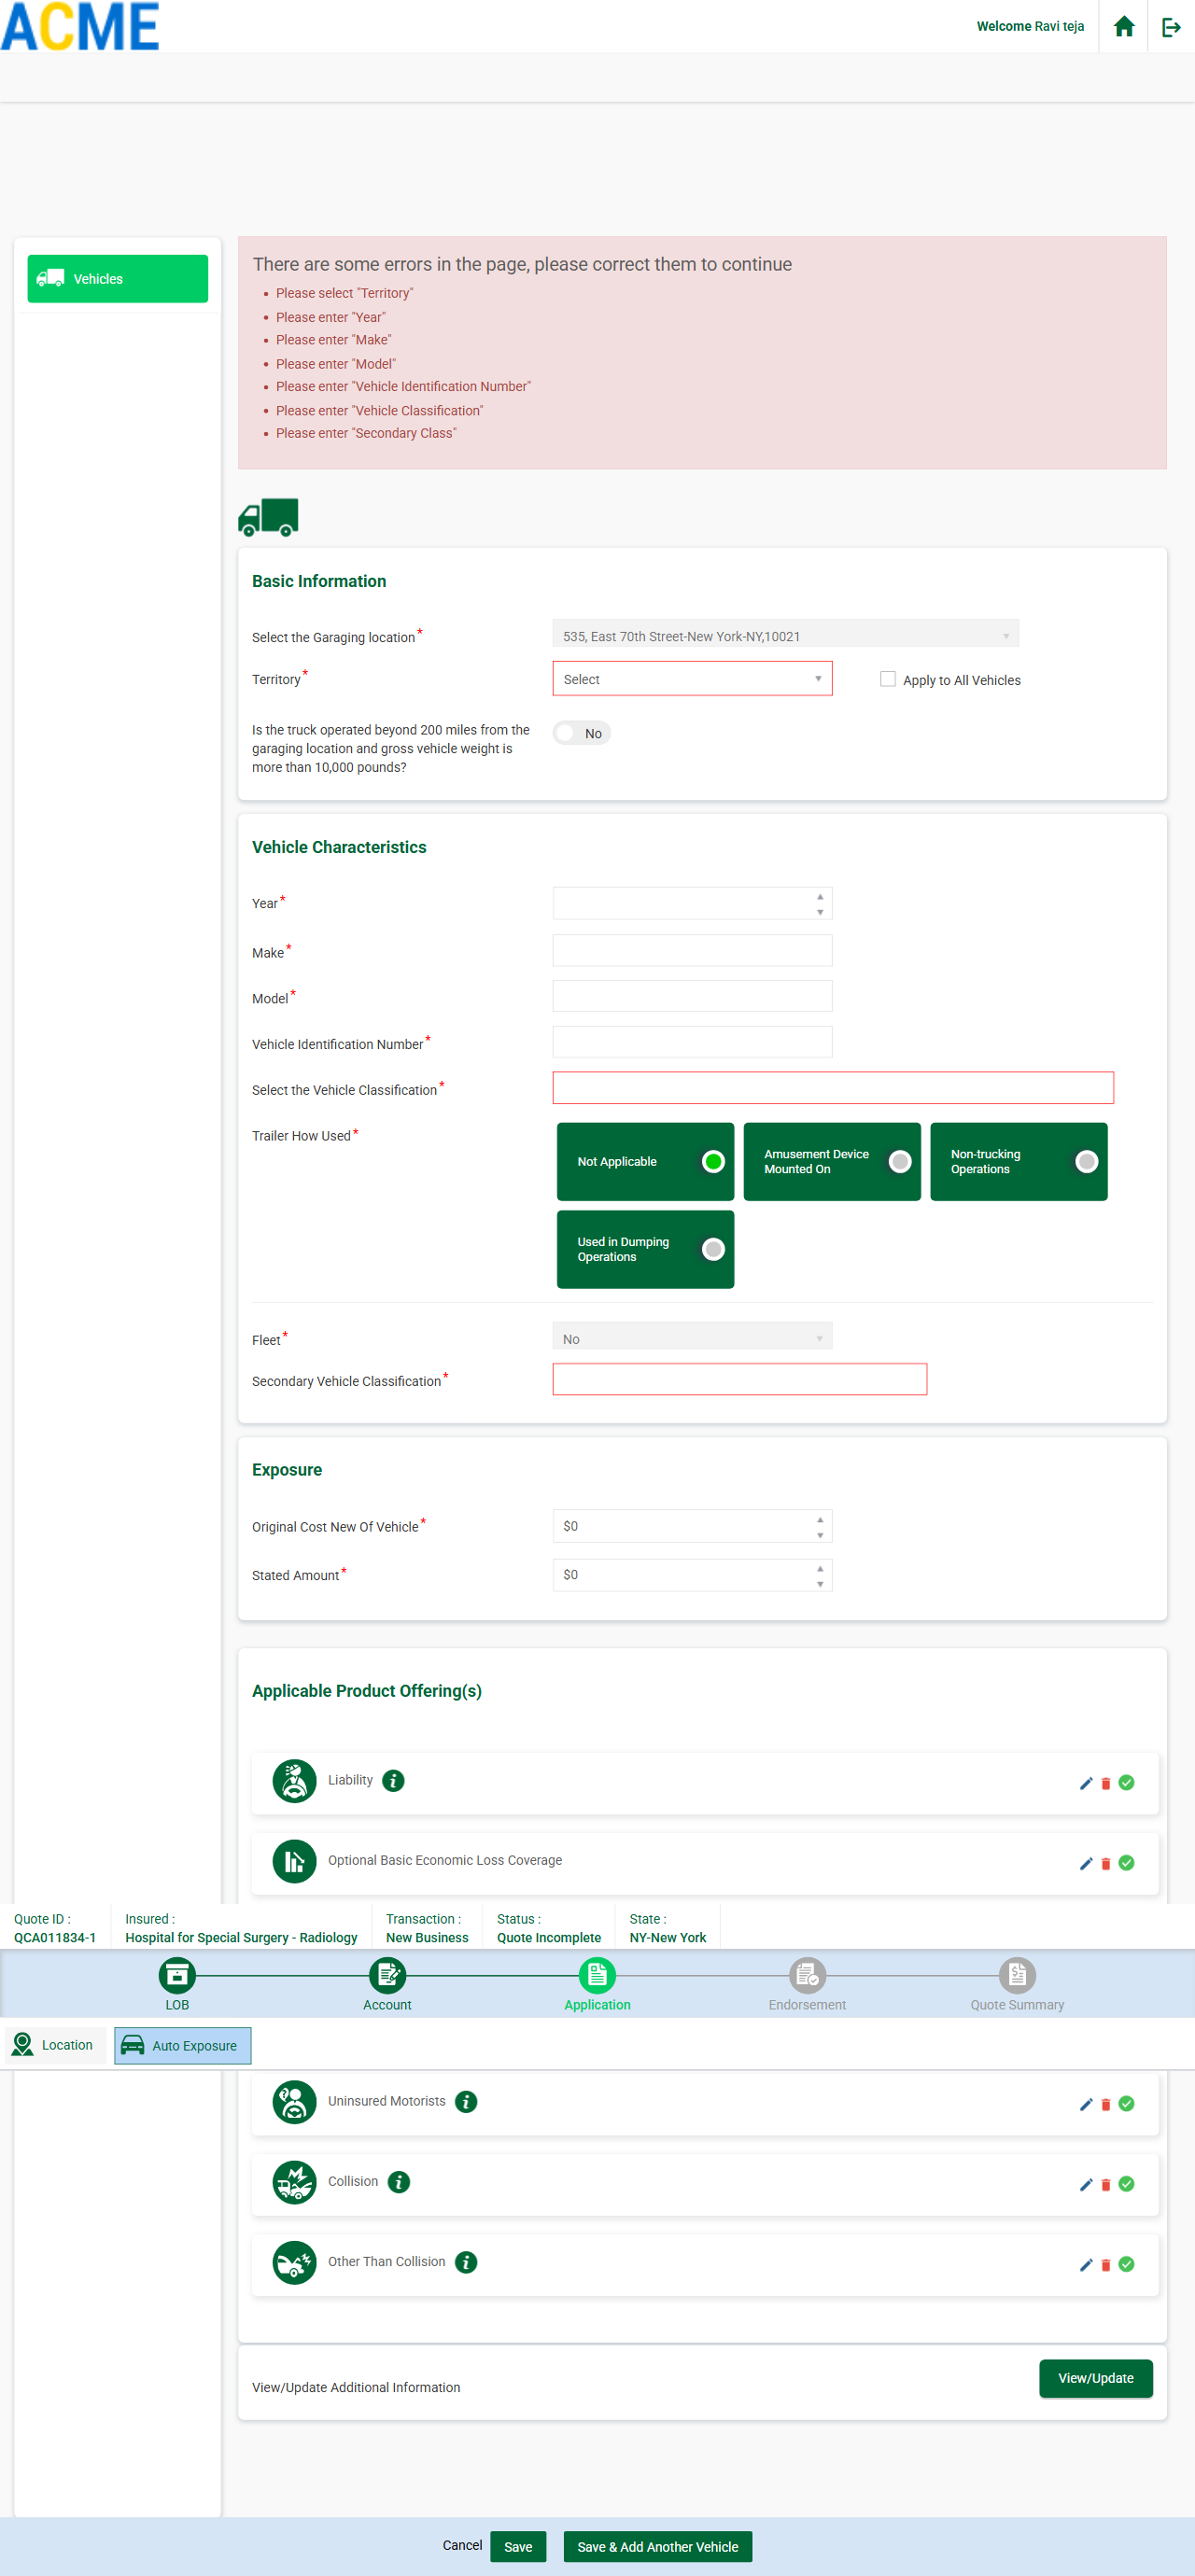 ACME
Welcome Ravi teja
Vehicles
There are some errors in the page, please correct them to continue
Please select "Territory"
Please enter "Year"
Please enter "Make"
Please enter "Model"
Please enter "Vehicle Identification Number"
Please enter "Vehicle Classification"
Please enter "Secondary Class"
Basic Information
Select the Garaging location*
535, East 70th Street-New York-NY,10021
Territory*
Select
Apply to All Vehicles
Is the truck operated beyond 200 miles from the
garaging location and gross vehicle weight is
more than 10,000 pounds?
No
Vehicle Characteristics
Year*
Make*
Model*
Vehicle Identification Number*
Select the Vehicle Classification*
Trailer How Used*
Not Applicable
Amusement Device
Mounted On
Non-trucking
Operations
Used in Dumping
Operations
Fleet*
No
Secondary Vehicle Classification*
Exposure
Original Cost New Of Vehicle*
$0
Stated Amount*
$0
Applicable Product Offering(s)
Liability
Optional Basic Economic Loss Coverage
Quote ID :
QCA011834-1
Insured :
Hospital for Special Surgery - Radiology
Transaction :
New Business
Status :
Quote Incomplete
State :
NY-New York
LOB
Account
Application
Endorsement
Quote Summary
Location
Auto Exposure
Uninsured Motorists
Collision
Other Than Collision
View/Update Additional Information
View/Update
Cancel
Save
Save & Add Another Vehicle